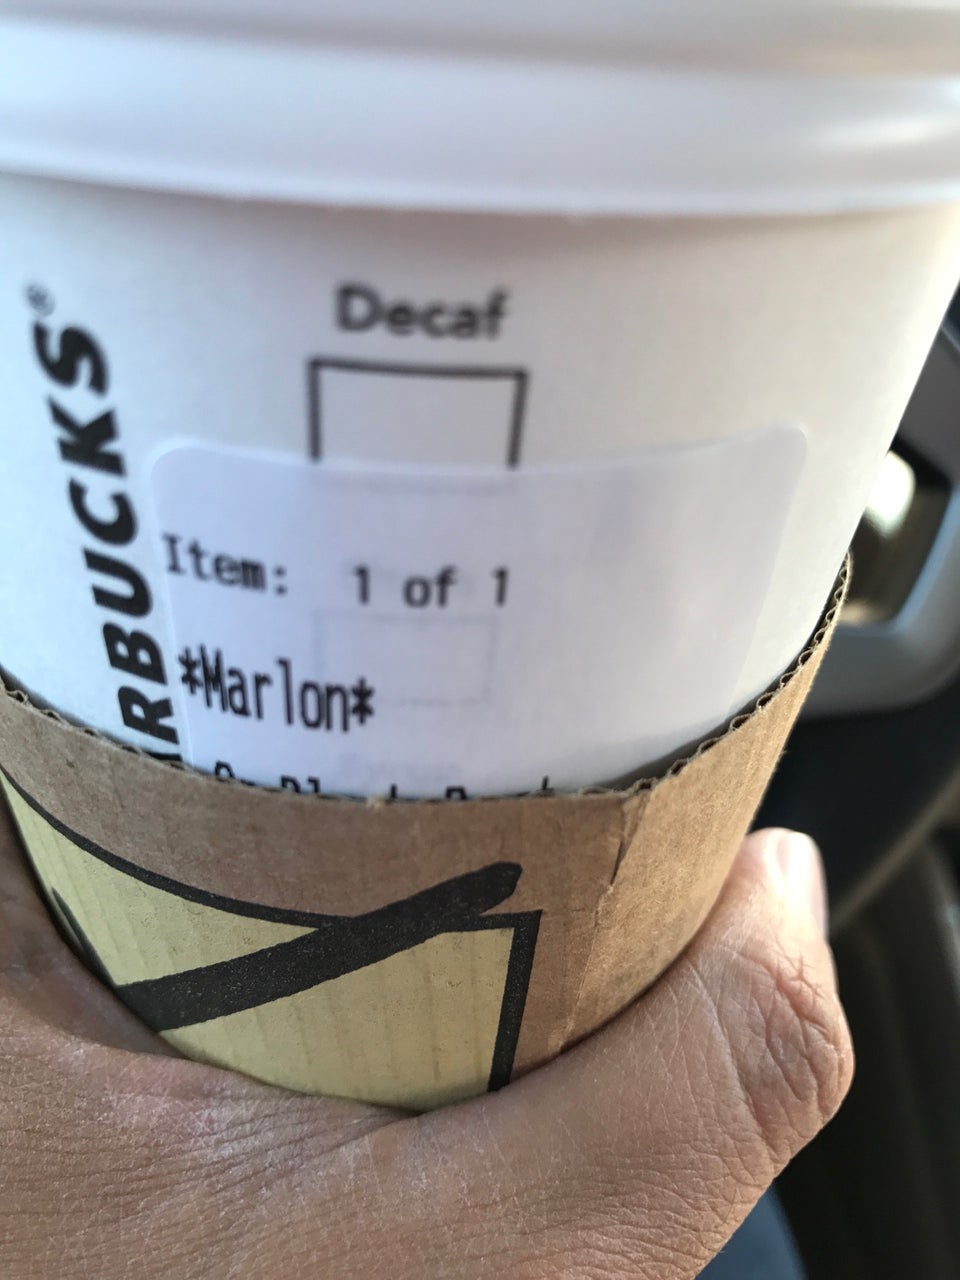 Decaf
RBUCKS®
Item: 1 of 1
*Marlon*